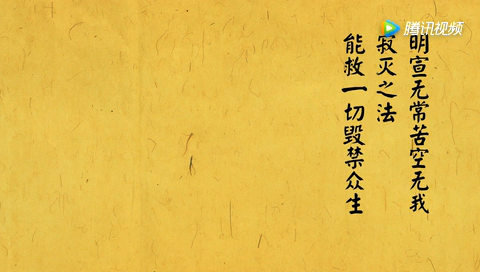 腾讯视频
明宣无常苦空无我
寂灭之法
能救一切毁禁众生